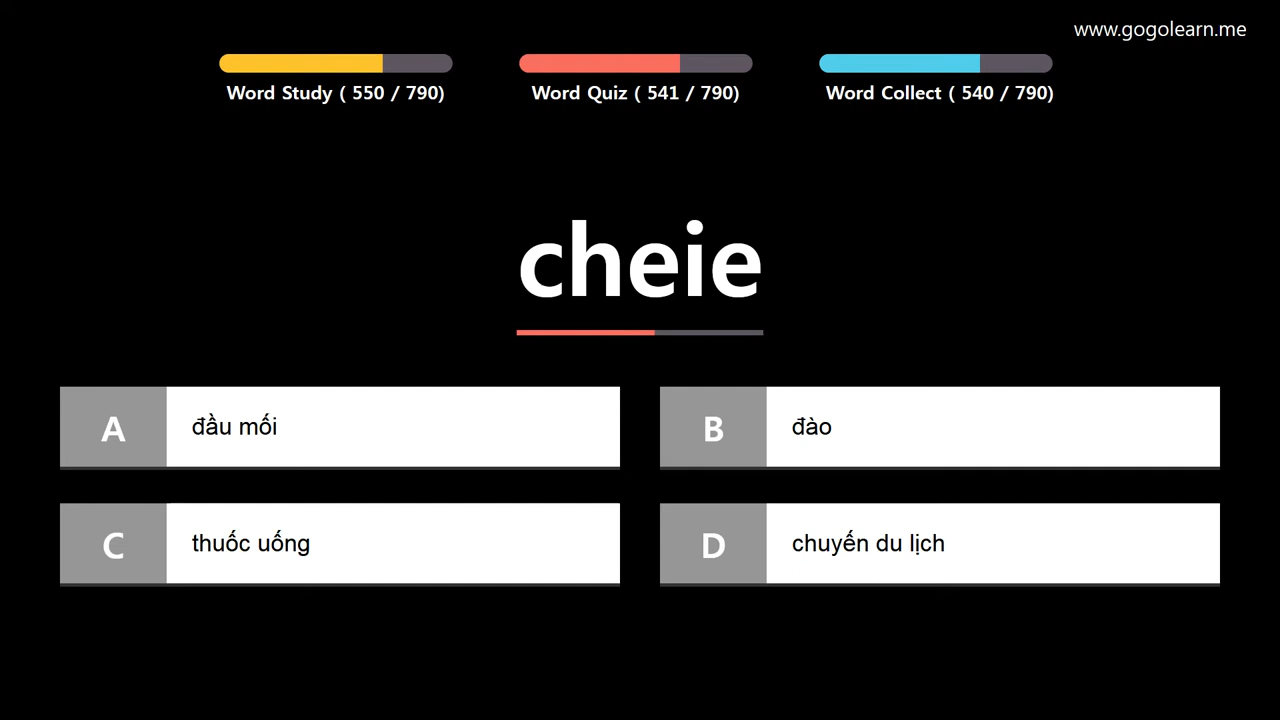 www.gogolearn.me
Word Study ( 550 / 790)
Word Quiz ( 541 / 790)
Word Collect ( 540 / 790)
cheie
A đầu mối
B đào
C thuốc uống
D chuyến du lịch